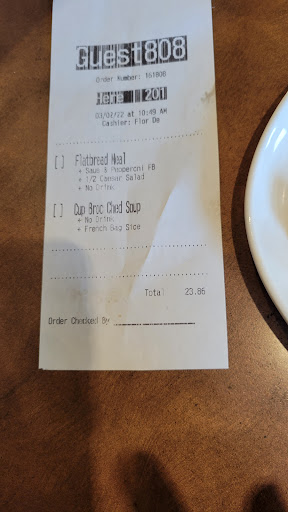 Guest808
Order Number: 161808
Here 201
03/02/22 at 10:49 AM
Cashier: Flor De
[ ] Flatbread Meal
+ Saus & Pepperoni FB
+ 1/2 Caesar Salad
+ No Drink
[ ] Cup Broc Ched Soup
+ No Drink
+ French Bag Side
Total 23.86
Order Checked By